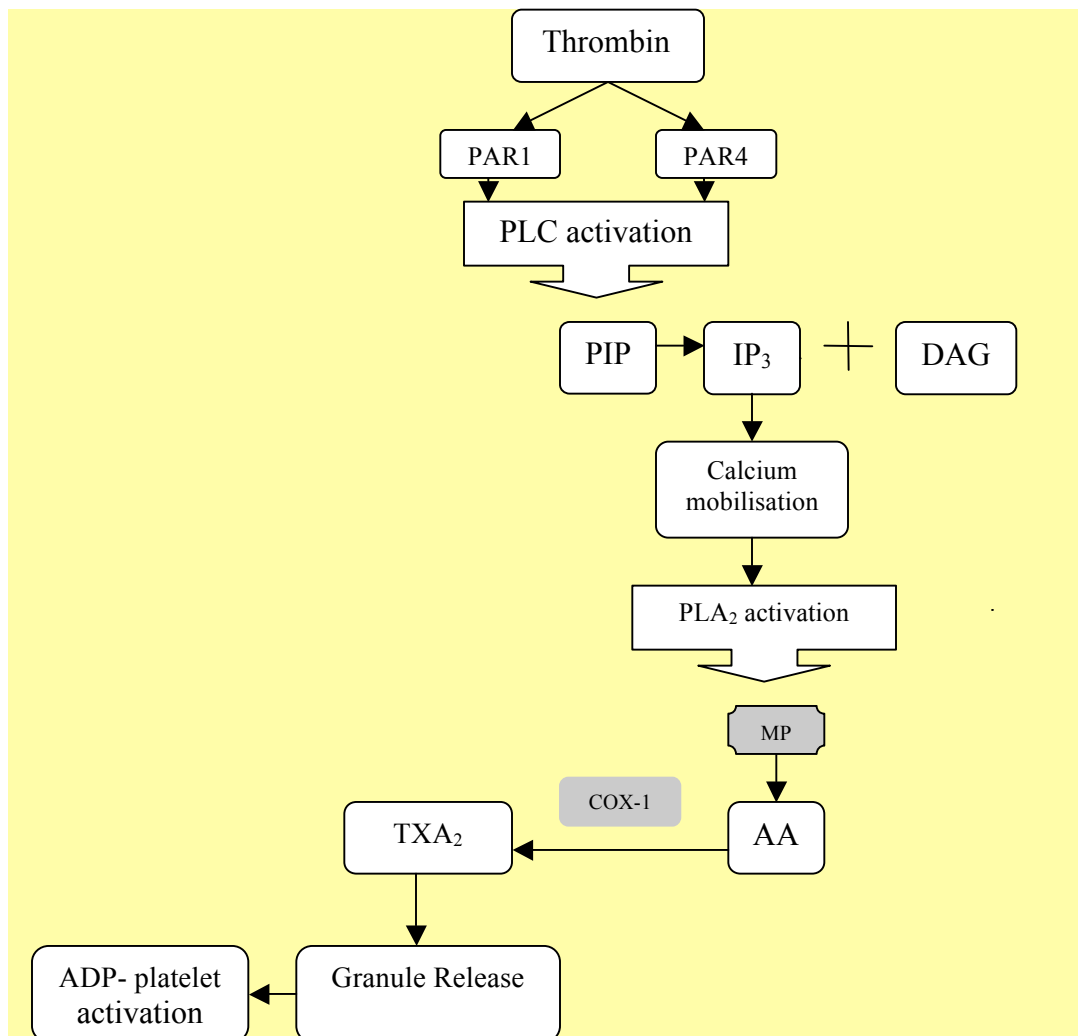 Thrombin
PAR1
PAR4
PLC activation
PIP
IP₃
DAG
Calcium
mobilisation
PLA₂ activation
MP
COX-1
TXA₂
AA
ADP- platelet
activation
Granule Release